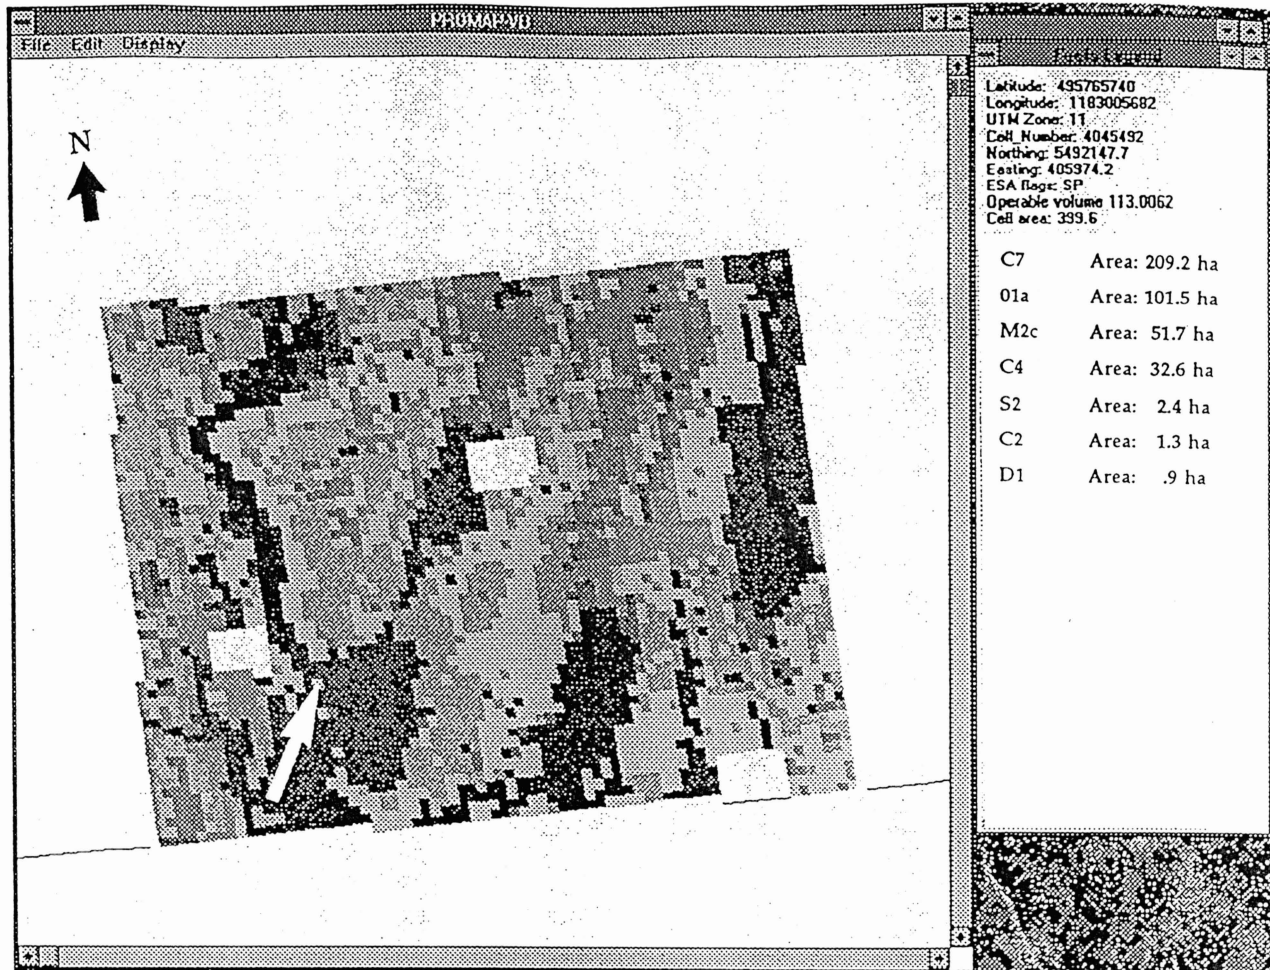 PROMAP-VD
File Edit Display
N
Latitude: 495765740
Longitude: 1183005682
UTM Zone: 11
Cell_Number: 4045492
Northing: 5492147.7
Easting: 405974.2
ESA flags: SP
Operable volume 113.0062
Cell area: 399.6
C7 Area: 209.2 ha
01a Area: 101.5 ha
M2c Area: 51.7 ha
C4 Area: 32.6 ha
S2 Area: 2.4 ha
C2 Area: 1.3 ha
D1 Area: .9 ha